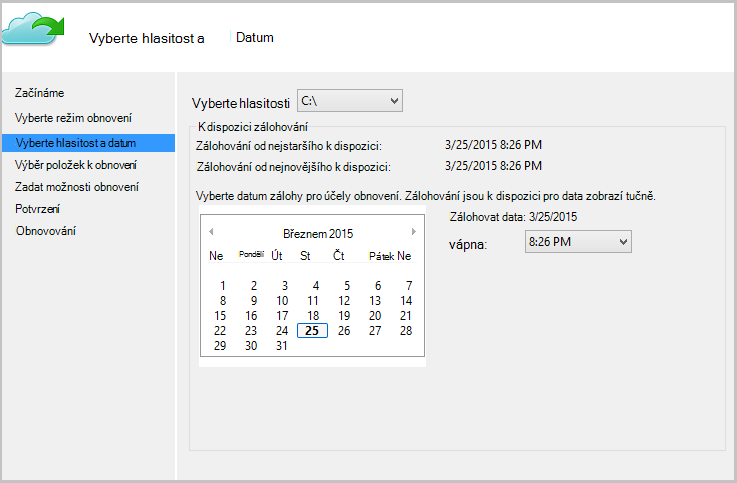 Vyberte hlasitost a Datum
Začínáme
Vyberte režim obnovení
Vyberte hlasitost a datum
Výběr položek k obnovení
Zadat možnosti obnovení
Potvrzení
Obnovování
Vyberte hlasitosti C:\
K dispozici zálohování
Zálohování od nejstaršího k dispozici: 3/25/2015 8:26 PM
Zálohování od nejnovějšího k dispozici: 3/25/2015 8:26 PM
Vyberte datum zálohy pro účely obnovení. Zálohování jsou k dispozici pro data zobrazí tučně.
Březnem 2015
Ne Pondělí Út St Čt Pátek Ne
1 2 3 4 5 6 7
8 9 10 11 12 13 14
15 16 17 18 19 20 21
22 23 24 25 26 27 28
29 30 31
Zálohovat data: 3/25/2015
vápna: 8:26 PM